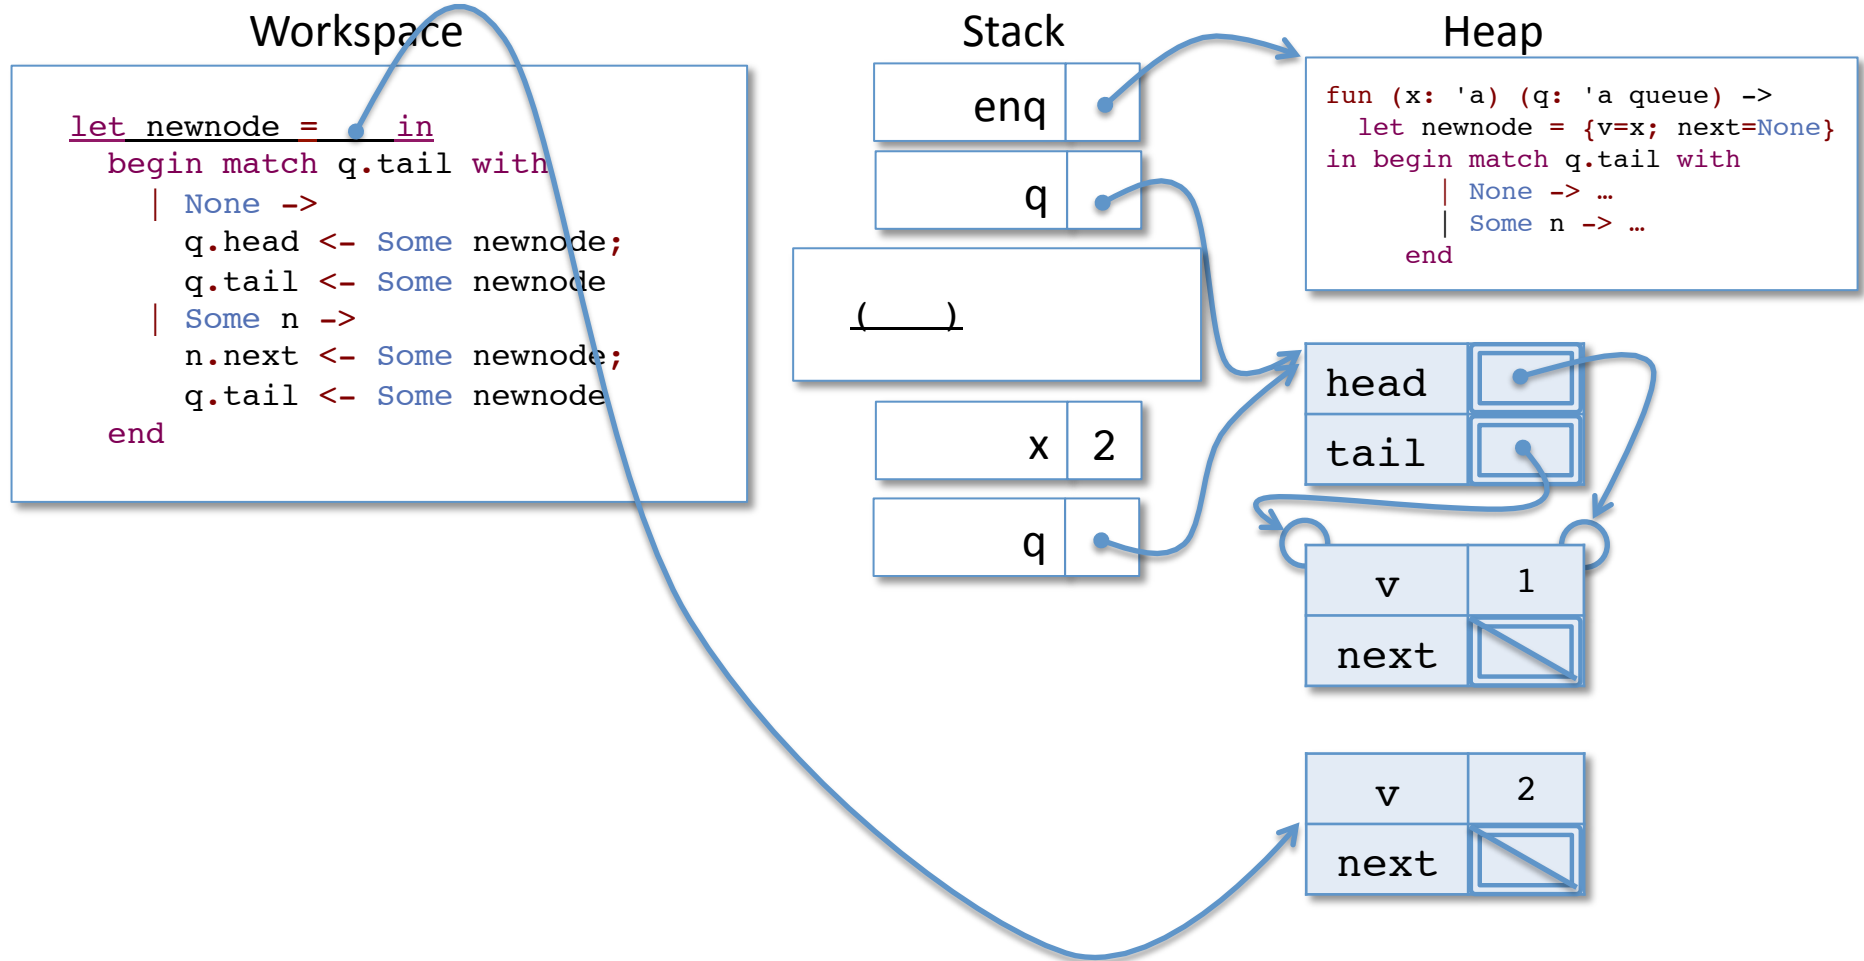 Workspace
let newnode = in
begin match q.tail with
| None ->
q.head <- Some newnode;
q.tail <- Some newnode
| Some n ->
n.next <- Some newnode;
q.tail <- Some newnode
end
Stack
enq
q
( )
x 2
q
Heap
fun (x: 'a) (q: 'a queue) ->
let newnode = {v=x; next=None}
in begin match q.tail with
| None -> …
| Some n -> …
end
head
tail
v 1
next
v 2
next